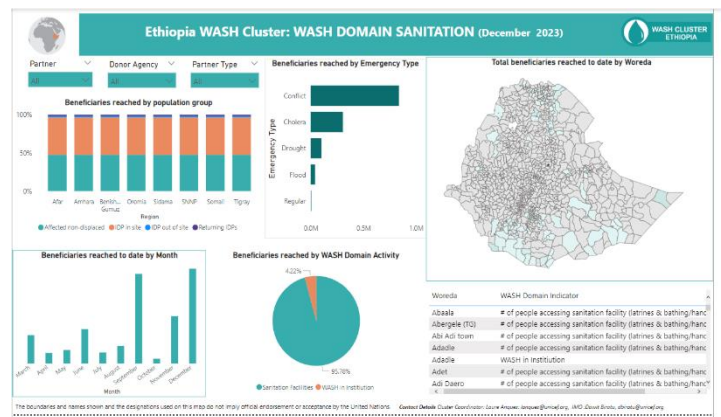 Ethiopia WASH Cluster: WASH DOMAIN SANITATION (December 2023)
WASH CLUSTER
ETHIOPIA
Partner
Donor Agency
Partner Type
All
All
All
Beneficiaries reached by population group
100%
50%
0%
Afar
Amhara
Benish...
Gumuz
Oromia
Sidama
SNNP
Somali
Tigray
Region
Affected non-displaced
IDP in site
IDP out of site
Returning IDPs
Beneficiaries reached by Emergency Type
Emergency Type
Conflict
Cholera
Drought
Flood
Regular
0.0M
0.5M
1.0M
Total beneficiaries reached to date by Woreda
Beneficiaries reached to date by Month
March
April
May
June
July
August
September
October
November
December
Month
Beneficiaries reached by WASH Domain Activity
4.22%
95.78%
Sanitation Facilities
WASH in Institution
Woreda
WASH Domain Indicator
Abaala
# of people accessing sanitation facility (latrines & bathing/hanc
Abergele (TG)
# of people accessing sanitation facility (latrines & bathing/hanc
Abi Adi town
# of people accessing sanitation facility (latrines & bathing/hanc
Adadle
# of people accessing sanitation facility (latrines & bathing/hanc
Adadle
WASH in institution
Adet
# of people accessing sanitation facility (latrines & bathing/hanc
Adi Daero
# of people accessing sanitation facility (latrines & bathing/hanc
The boundaries and names shown and the designations used on this map do not imply official endorsement or acceptance by the United Nations
Contact Details Cluster Coordinator: